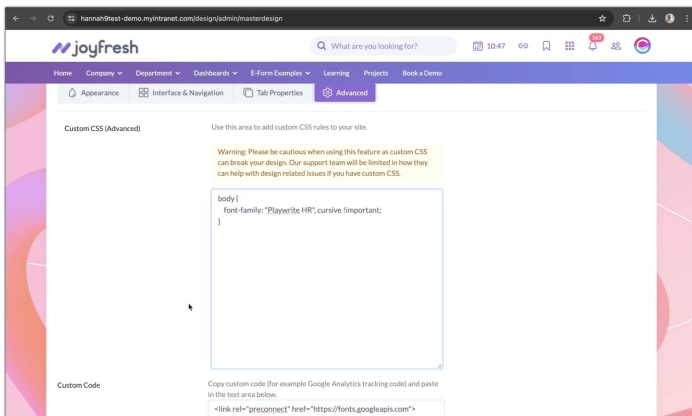 hannah9test-demo.myintranet.com/design/admin/masterdesign
joyfresh
What are you looking for?
10:47
163
Home Company Department Dashboards E-Form Examples Learning Projects Book a Demo
Appearance Interface & Navigation Tab Properties Advanced
Custom CSS (Advanced)
Use this area to add custom CSS rules to your site.
Warning: Please be cautious when using this feature as custom CSS
can break your design. Our support team will be limited in how they
can help with design related issues if you have custom CSS.
body {
font-family: "Playwrite HR", cursive !important;
}
Custom Code
Copy custom code (for example Google Analytics tracking code) and paste
in the text area below.
<link rel="preconnect" href="https://fonts.googleapis.com">